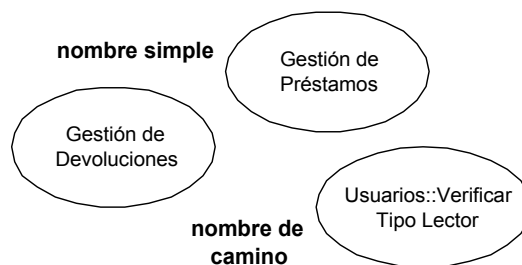 nombre simple
Gestión de
Préstamos
Gestión de
Devoluciones
Usuarios::Verificar
Tipo Lector
nombre de
camino